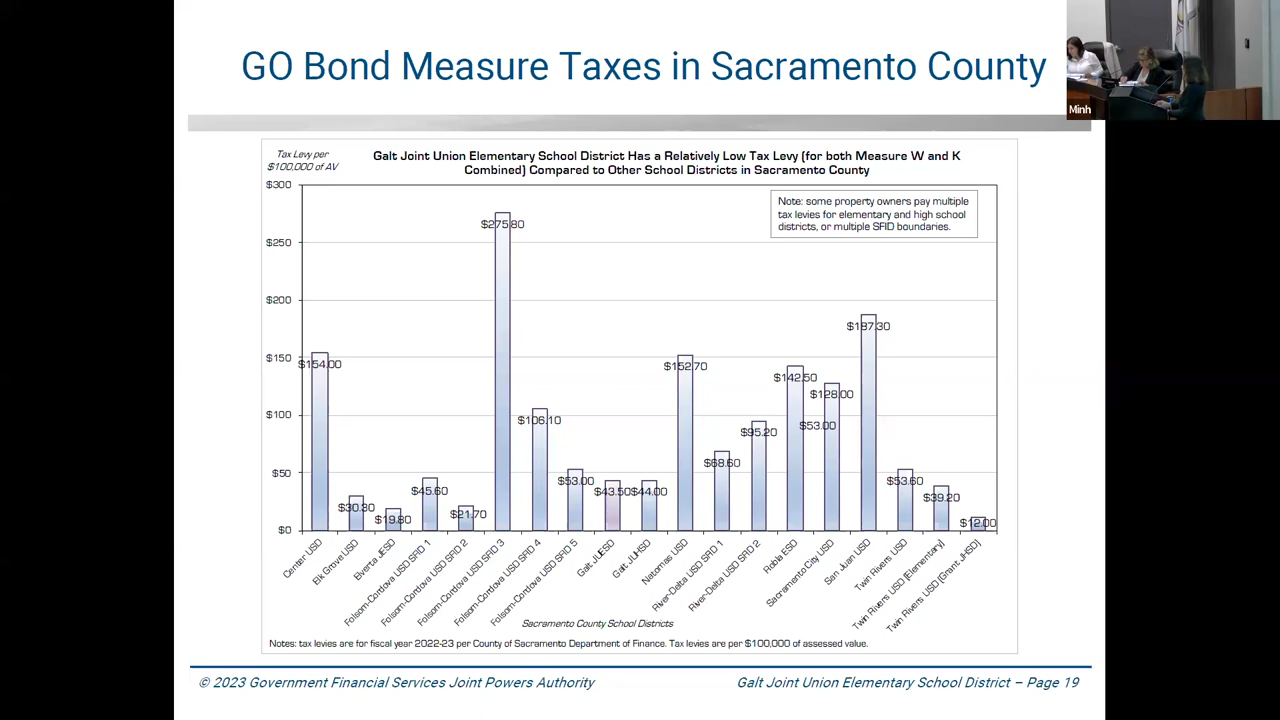 GO Bond Measure Taxes in Sacramento County
Minh
Tax Levy per
$100,000 of AV
Galt Joint Union Elementary School District Has a Relatively Low Tax Levy (for both Measure W and K
Combined) Compared to Other School Districts in Sacramento County
Note: some property owners pay multiple
tax levies for elementary and high school
districts, or multiple SFID boundaries.
$300
$250
$200
$150
$100
$50
$0
$154.00
$30.30
$19.80
$45.60
$21.70
$275.80
$106.10
$53.00
$43.50
$44.00
$152.70
$68.60
$95.20
$142.50
$128.00
$53.00
$187.30
$53.60
$39.20
$12.00
Center USD
Elk Grove USD
Elverta JESD
Folsom-Cordova USD SFID 1
Folsom-Cordova USD SFID 2
Folsom-Cordova USD SFID 3
Folsom-Cordova USD SFID 4
Folsom-Cordova USD SFID 5
Galt JUESD
Galt JUHSD
Natomas USD
River-Delta USD SFID 1
River-Delta USD SFID 2
Robla ESD
Sacramento City USD
San Juan USD
Twin Rivers USD
Twin Rivers USD (Elementary)
Twin Rivers USD (Grant JHSD)
Sacramento County School Districts
Notes: tax levies are for fiscal year 2022-23 per County of Sacramento Department of Finance. Tax levies are per $100,000 of assessed value.
© 2023 Government Financial Services Joint Powers Authority
Galt Joint Union Elementary School District – Page 19